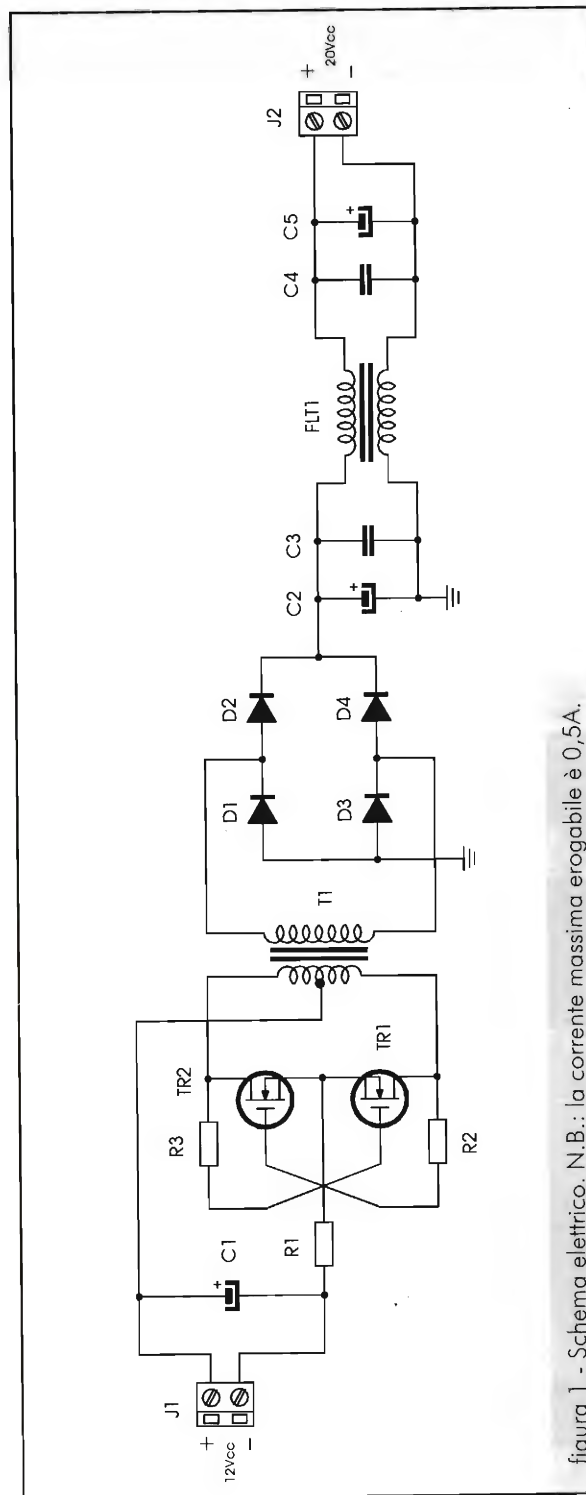 J1
+
12Vcc
−
C1
R1
R3
TR2
R2
TR1
T1
D1
D2
D3
D4
C2
+
C3
FLT1
C4
C5
+
J2
+
20Vcc
−
+
figura 1 - Schema elettrico. N.B.: la corrente massima erogabile è 0,5A.